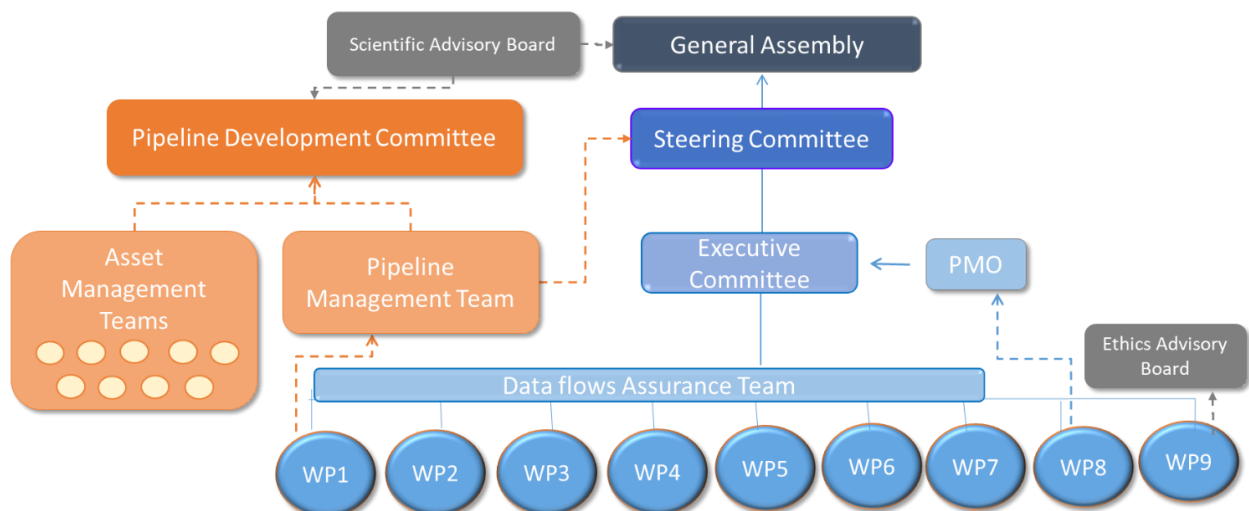 Scientific Advisory Board
General Assembly
Pipeline Development Committee
Steering Committee
Asset
Management
Teams
Pipeline
Management Team
Executive
Committee
PMO
Ethics Advisory
Board
Data flows Assurance Team
WP1
WP2
WP3
WP4
WP5
WP6
WP7
WP8
WP9